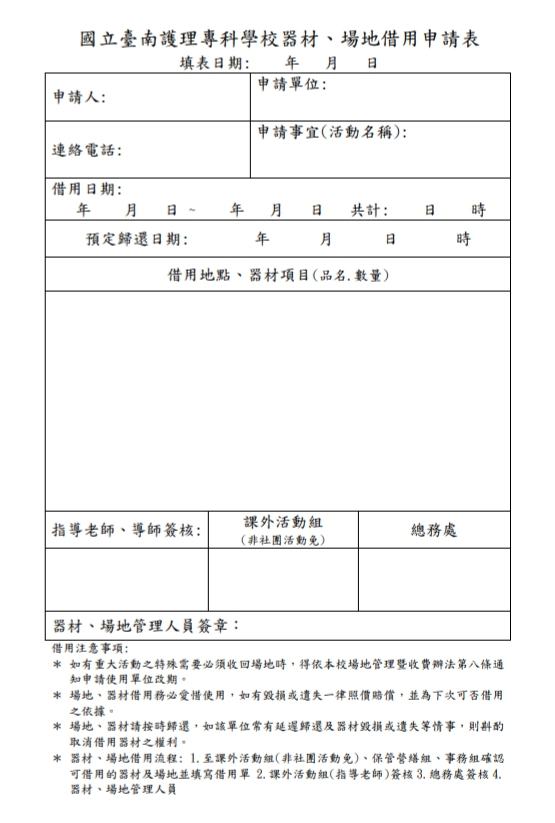 國立臺南護理專科學校器材、場地借用申請表
填表日期: 年 月 日
申請人:
申請單位:
連絡電話:
申請事宜(活動名稱):
借用日期:
年 月 日 ~ 年 月 日 共計: 日 時
預定歸還日期: 年 月 日 時
借用地點、器材項目(品名.數量)
指導老師、導師簽核:
課外活動組
(非社團活動免)
總務處
器材、場地管理人員簽章：
借用注意事項:
* 如有重大活動之特殊需要必須收回場地時，得依本校場地管理暨收費辦法第八條通
知申請使用單位改期。
* 場地、器材借用務必愛惜使用，如有毀損或遺失一律照價賠償，並為下次可否借用
之依據。
* 場地、器材請按時歸還，如該單位常有延遲歸還及器材毀損或遺失等情事，則斟酌
取消借用器材之權利。
* 器材、場地借用流程: 1.至課外活動組(非社團活動免)、保管營繕組、事務組確認
可借用的器材及場地並填寫借用單 2.課外活動組(指導老師)簽核 3.總務處簽核 4.
器材、場地管理人員